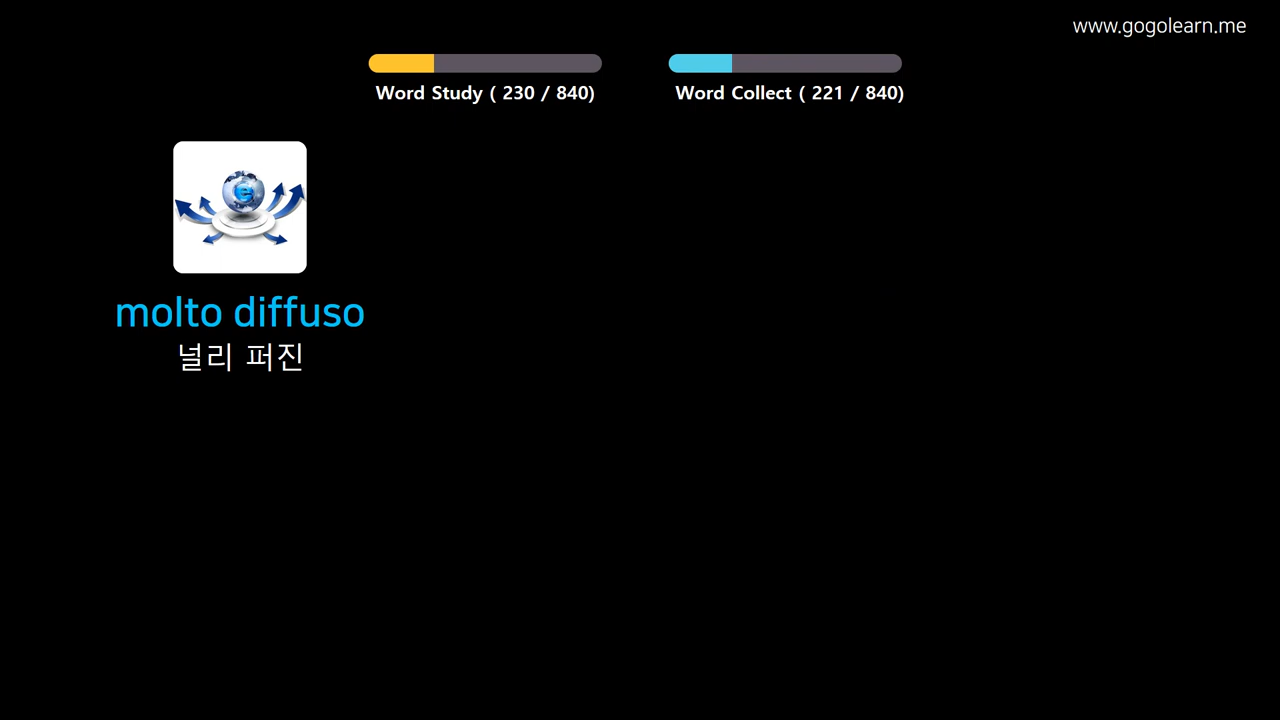 www.gogolearn.me
Word Study ( 230 / 840)
Word Collect ( 221 / 840)
molto diffuso
널리 퍼진